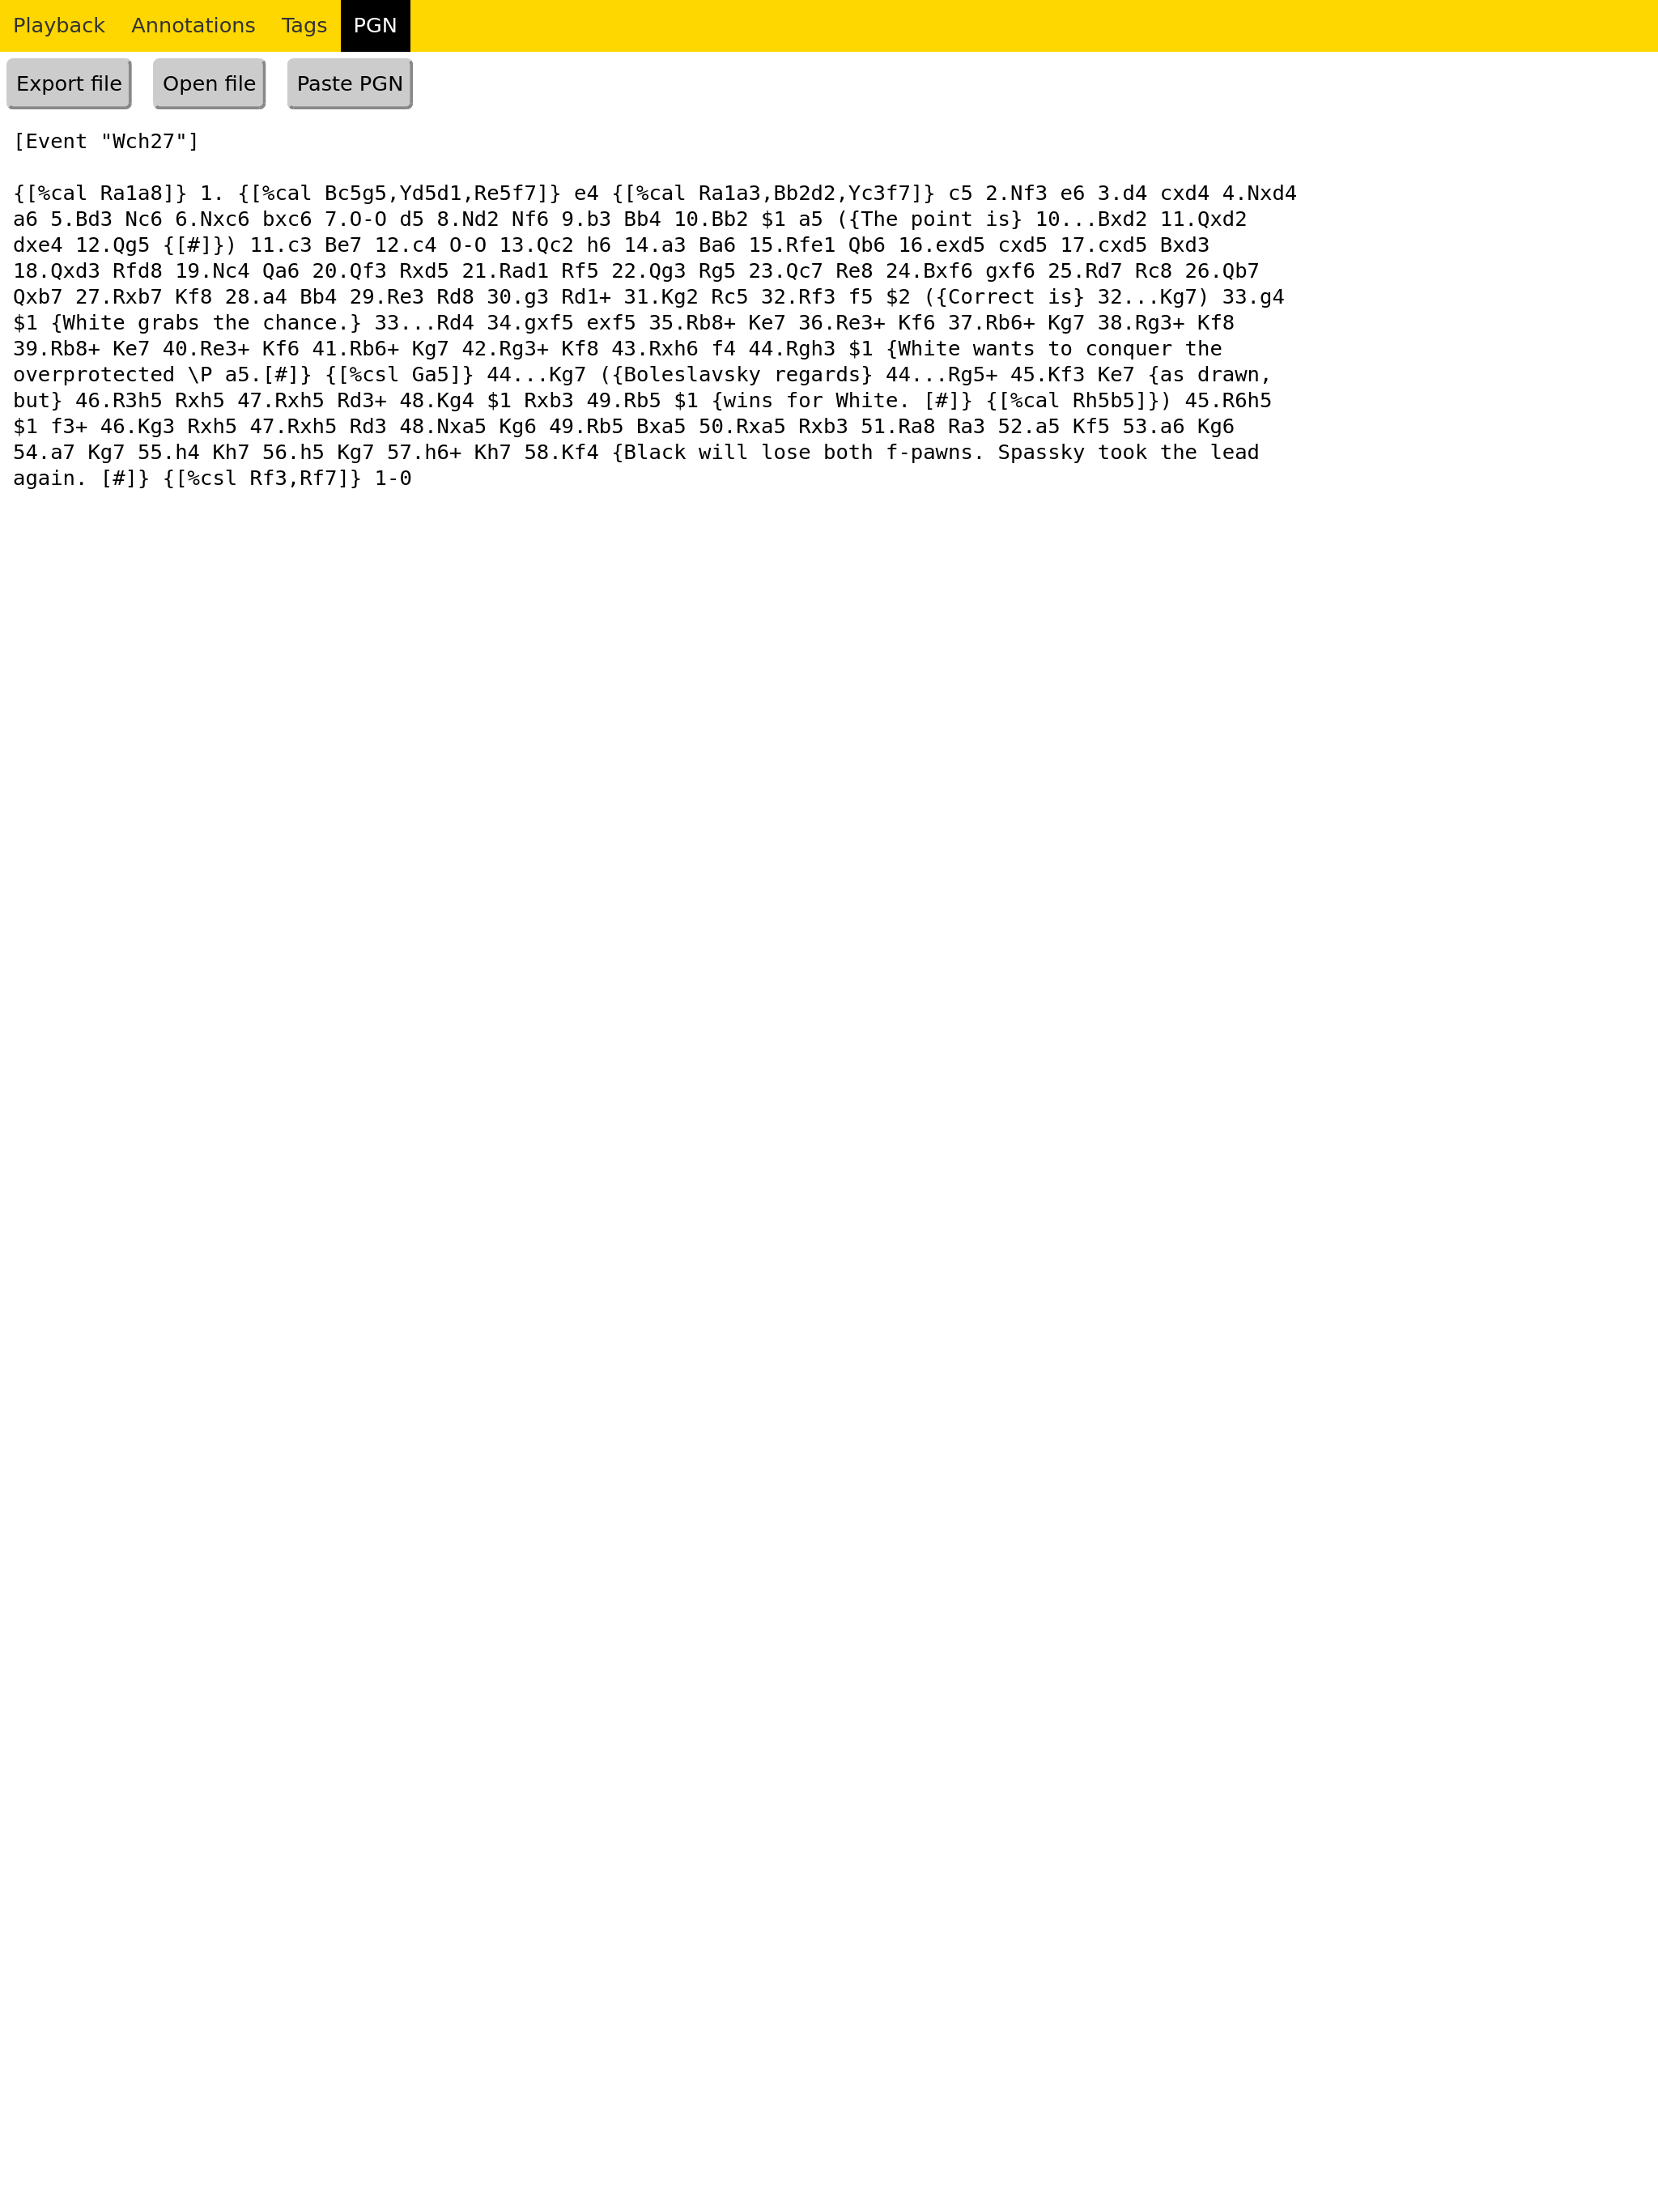 Playback Annotations Tags PGN
Export file Open file Paste PGN
[Event "Wch27"]
{[%cal Ra1a8]} 1. {[%cal Bc5g5,Yd5d1,Re5f7]} e4 {[%cal Ra1a3,Bb2d2,Yc3f7]} c5 2.Nf3 e6 3.d4 cxd4 4.Nxd4
a6 5.Bd3 Nc6 6.Nxc6 bxc6 7.O-O d5 8.Nd2 Nf6 9.b3 Bb4 10.Bb2 $1 a5 ({The point is} 10...Bxd2 11.Qxd2
dxe4 12.Qg5 {[#]}) 11.c3 Be7 12.c4 O-O 13.Qc2 h6 14.a3 Ba6 15.Rfe1 Qb6 16.exd5 cxd5 17.cxd5 Bxd3
18.Qxd3 Rfd8 19.Nc4 Qa6 20.Qf3 Rxd5 21.Rad1 Rf5 22.Qg3 Rg5 23.Qc7 Re8 24.Bxf6 gxf6 25.Rd7 Rc8 26.Qb7
Qxb7 27.Rxb7 Kf8 28.a4 Bb4 29.Re3 Rd8 30.g3 Rd1+ 31.Kg2 Rc5 32.Rf3 f5 $2 ({Correct is} 32...Kg7) 33.g4
$1 {White grabs the chance.} 33...Rd4 34.gxf5 exf5 35.Rb8+ Ke7 36.Re3+ Kf6 37.Rb6+ Kg7 38.Rg3+ Kf8
39.Rb8+ Ke7 40.Re3+ Kf6 41.Rb6+ Kg7 42.Rg3+ Kf8 43.Rxh6 f4 44.Rgh3 $1 {White wants to conquer the
overprotected \P a5.[#]} {[%csl Ga5]} 44...Kg7 ({Boleslavsky regards} 44...Rg5+ 45.Kf3 Ke7 {as drawn,
but} 46.R3h5 Rxh5 47.Rxh5 Rd3+ 48.Kg4 $1 Rxb3 49.Rb5 $1 {wins for White. [#]} {[%cal Rh5b5]}) 45.R6h5
$1 f3+ 46.Kg3 Rxh5 47.Rxh5 Rd3 48.Nxa5 Kg6 49.Rb5 Bxa5 50.Rxa5 Rxb3 51.Ra8 Ra3 52.a5 Kf5 53.a6 Kg6
54.a7 Kg7 55.h4 Kh7 56.h5 Kg7 57.h6+ Kh7 58.Kf4 {Black will lose both f-pawns. Spassky took the lead
again. [#]} {[%csl Rf3,Rf7]} 1-0